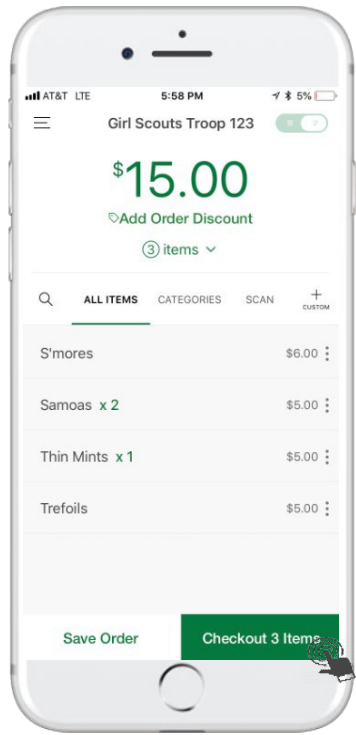 AT&T LTE 5:58 PM 5%
Girl Scouts Troop 123
$15.00
Add Order Discount
3 items
ALL ITEMS CATEGORIES SCAN + CUSTOM
S'mores $6.00
Samoas x 2 $5.00
Thin Mints x 1 $5.00
Trefoils $5.00
Save Order Checkout 3 Items